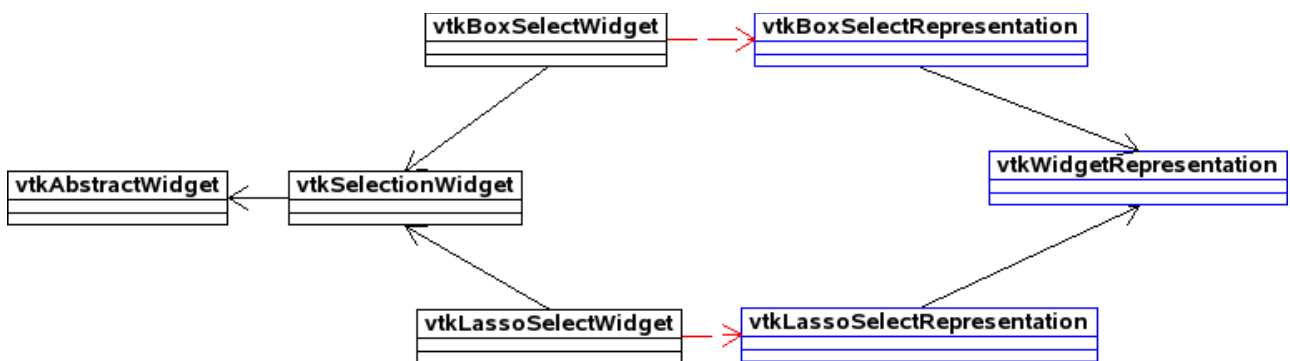 vtkBoxSelectWidget
vtkBoxSelectRepresentation
vtkWidgetRepresentation
vtkAbstractWidget
vtkSelectionWidget
vtkLassoSelectWidget
vtkLassoSelectRepresentation